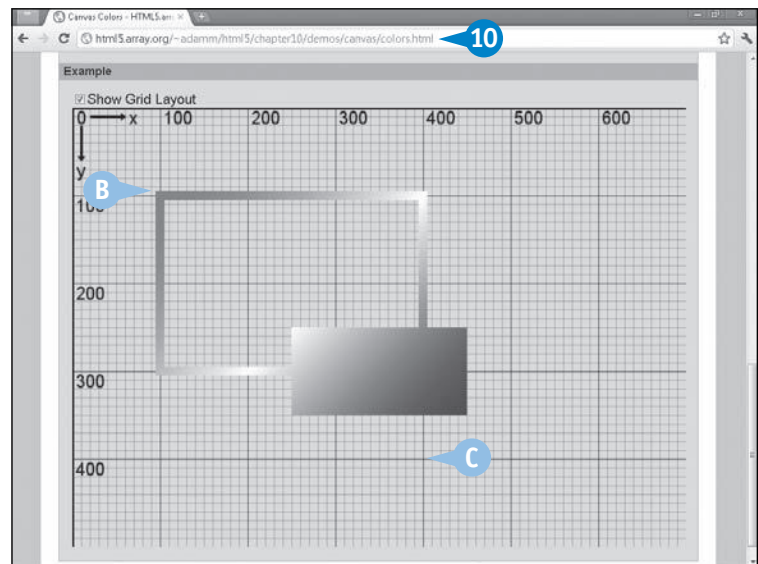 Canvas Colors - HTML5.arr
html5.array.org/~adamm/html5/chapter10/demos/canvas/colors.html
10
Example
Show Grid Layout
0 x 100 200 300 400 500 600
y
B
100
200
300
400
C